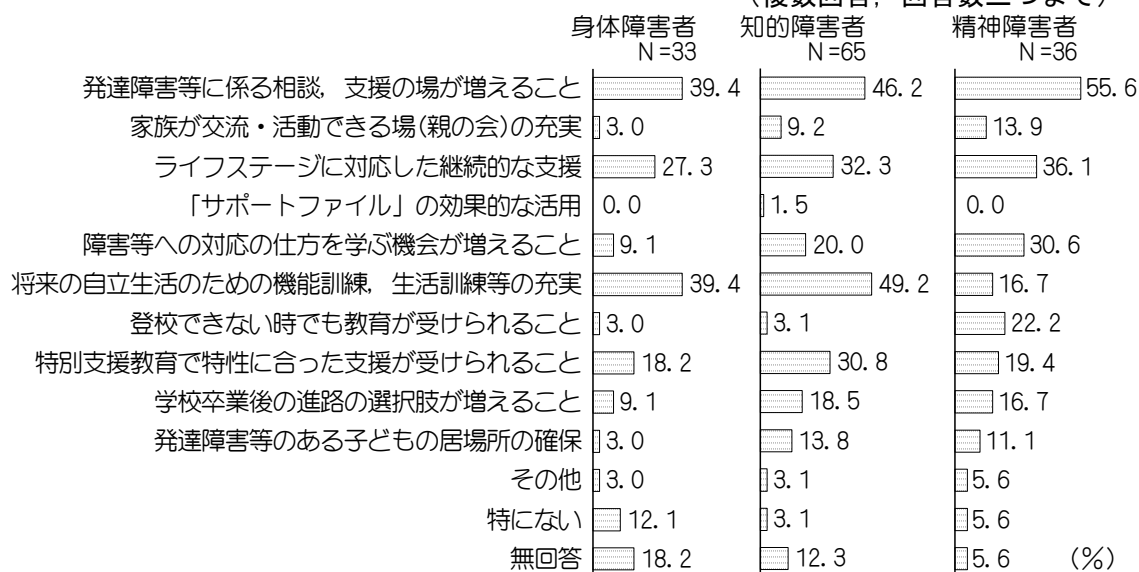 (複数回答, 回答数三つまで)
身体障害者 知的障害者 精神障害者
N=33 N=65 N=36
発達障害等に係る相談, 支援の場が増えること 39.4 46.2 55.6
家族が交流・活動できる場(親の会)の充実 3.0 9.2 13.9
ライフステージに対応した継続的な支援 27.3 32.3 36.1
「サポートファイル」の効果的な活用 0.0 1.5 0.0
障害等への対応の仕方を学ぶ機会が増えること 9.1 20.0 30.6
将来の自立生活のための機能訓練, 生活訓練等の充実 39.4 49.2 16.7
登校できない時でも教育が受けられること 3.0 3.1 22.2
特別支援教育で特性に合った支援が受けられること 18.2 30.8 19.4
学校卒業後の進路の選択肢が増えること 9.1 18.5 16.7
発達障害等のある子どもの居場所の確保 3.0 13.8 11.1
その他 3.0 3.1 5.6
特にない 12.1 3.1 5.6
無回答 18.2 12.3 5.6 (%)